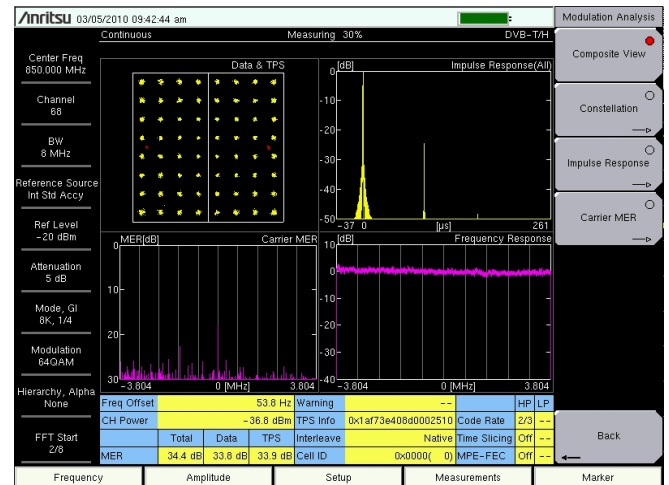 Anritsu 03/05/2010 09:42:44 am
Modulation Analysis
Continuous Measuring 30% DVB-T/H
Center Freq
850.000 MHz
Channel
68
BW
8 MHz
Reference Source
Int Std Accy
Ref Level
-20 dBm
Attenuation
5 dB
Mode, GI
8K, 1/4
Modulation
64QAM
Hierarchy, Alpha
None
FFT Start
2/8
Data & TPS
[dB] Impulse Response(All)
0
-10
-20
-30
-40
-50
-37 0 [µs] 261
MER[dB] Carrier MER
0
10
20
30
-3.804 0 [MHz] 3.804
[dB] Frequency Response
10
0
-10
-20
-30
-40
-3.804 0 [MHz] 3.804
Freq Offset 53.8 Hz Warning -- HP LP
CH Power -36.8 dBm TPS Info 0x1af73e408d0002510 Code Rate 2/3 --
Total Data TPS Interleave Native Time Slicing Off --
MER 34.4 dB 33.8 dB 33.9 dB Cell ID 0x0000( 0) MPE-FEC Off --
Composite View
Constellation
Impulse Response
Carrier MER
Back
Frequency Amplitude Setup Measurements Marker